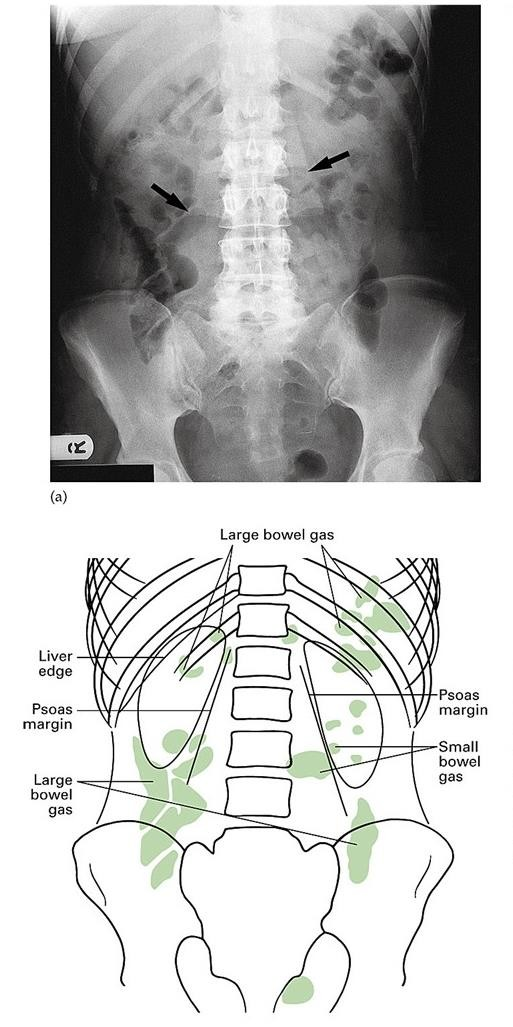 R
(a)
Large bowel gas
Liver
edge
Psoas
margin
Psoas
margin
Small
bowel
gas
Large
bowel
gas